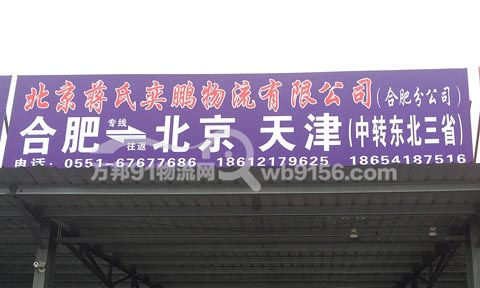 北京蒋氏奕鹏物流有限公司(合肥分公司)
合肥 专线 往返 北京 天津(中转东北三省)
电话: 0551-67677686 18612179625 18654187516
万邦91物流网 wb9156.com